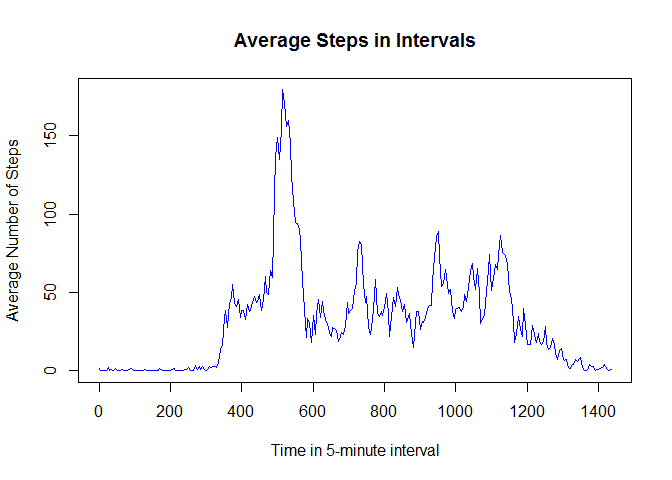 Average Steps in Intervals
Average Number of Steps
150
100
50
0
0 200 400 600 800 1000 1200 1400
Time in 5-minute interval